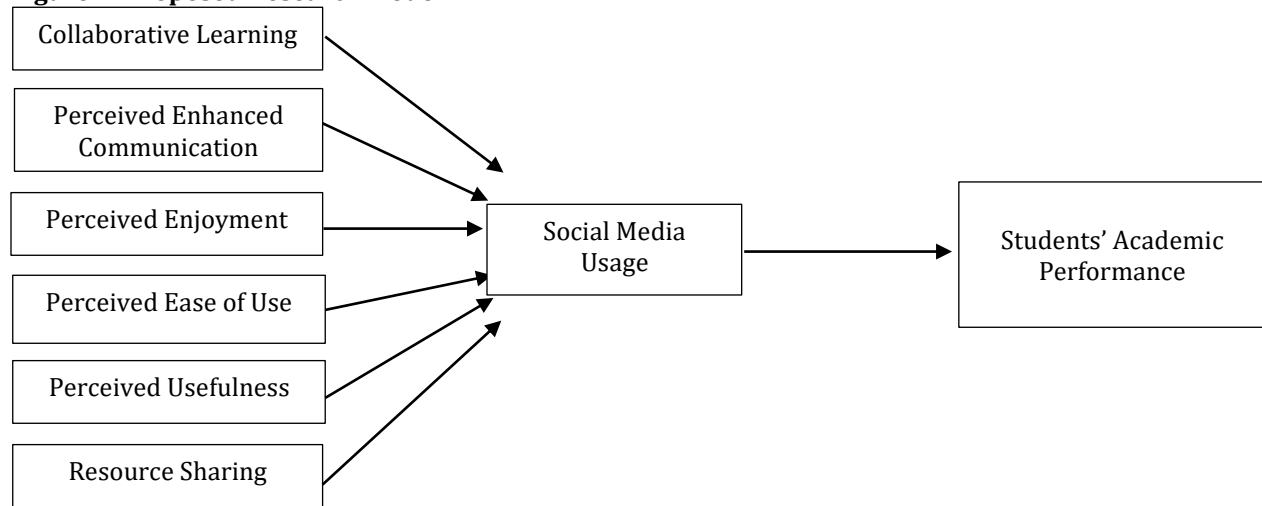 Collaborative Learning
Perceived Enhanced
Communication
Perceived Enjoyment
Social Media
Usage
Students’ Academic
Performance
Perceived Ease of Use
Perceived Usefulness
Resource Sharing